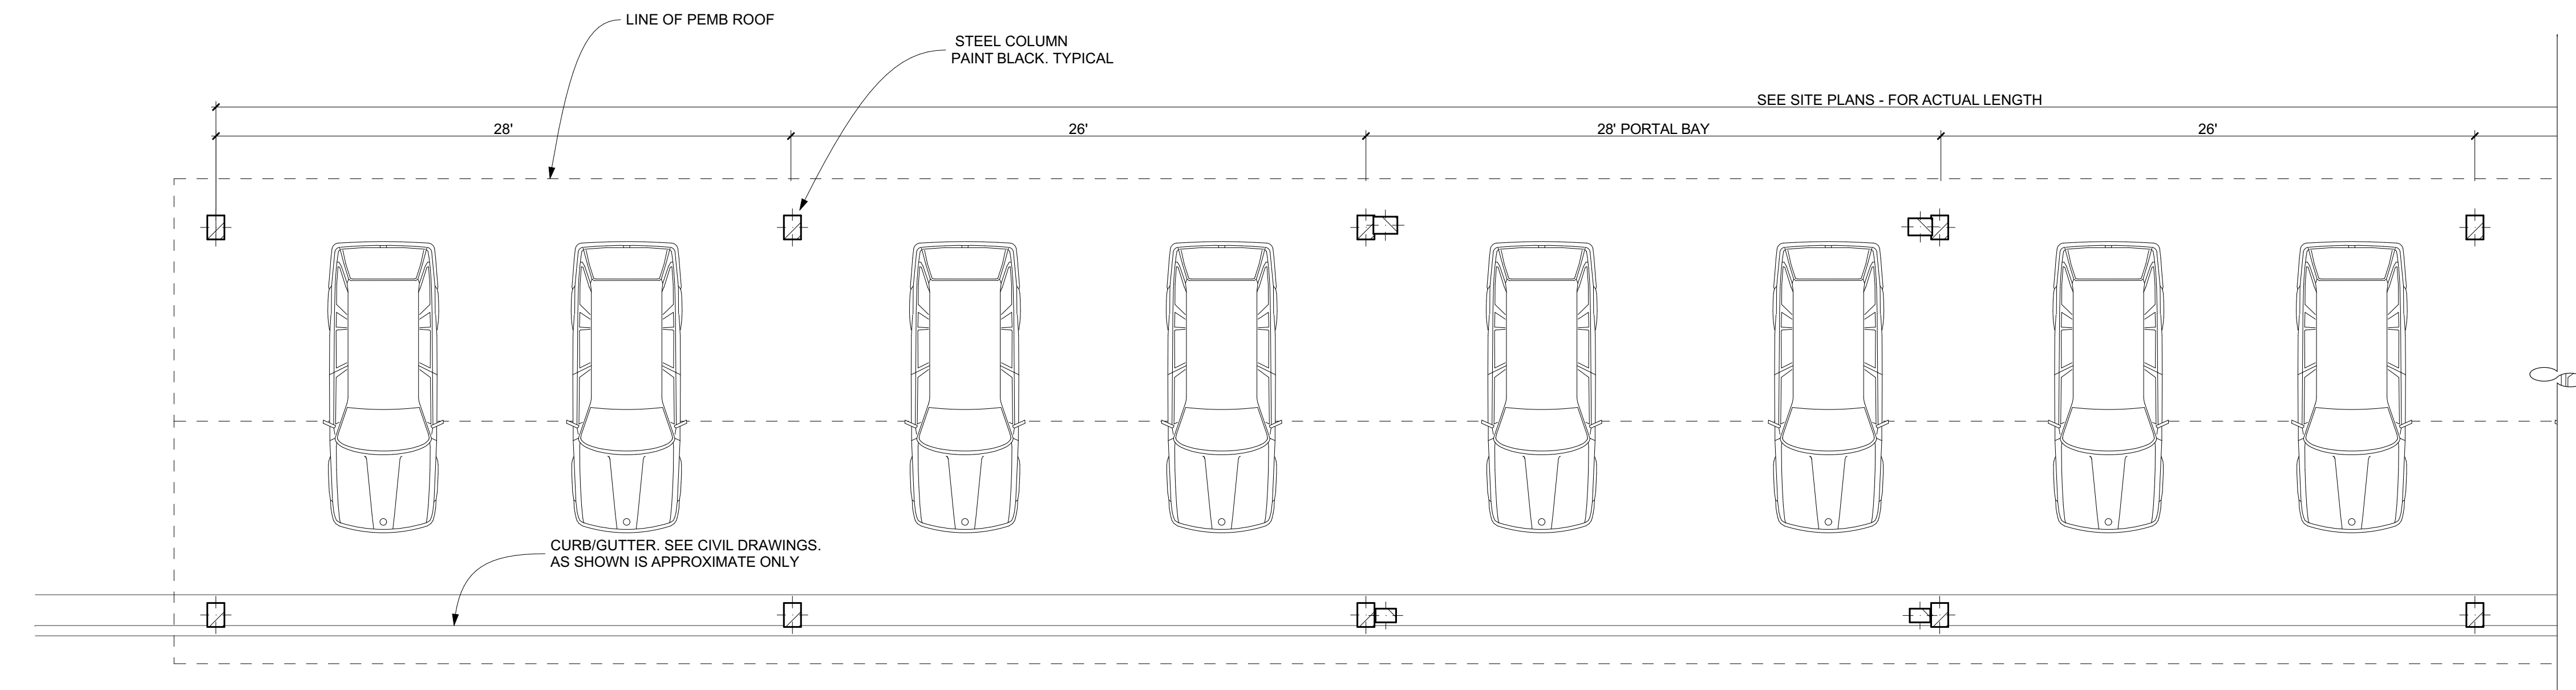 LINE OF PEMB ROOF
STEEL COLUMN
PAINT BLACK. TYPICAL
SEE SITE PLANS - FOR ACTUAL LENGTH
28'
26'
28' PORTAL BAY
26'
CURB/GUTTER. SEE CIVIL DRAWINGS.
AS SHOWN IS APPROXIMATE ONLY